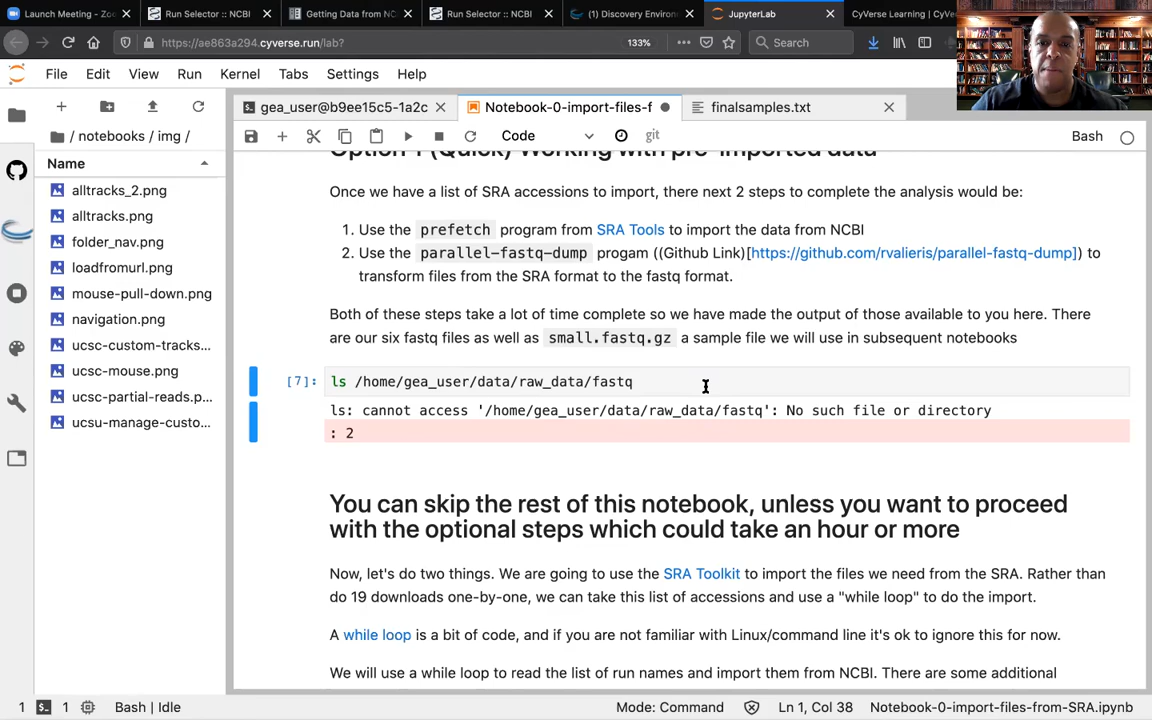 (1) Launch Meeting - Zoo
Run Selector :: NCBI
Getting Data from NC
Run Selector :: NCBI
(1) Discovery Environ
JupyterLab
CyVerse Learning | CyVe
https://ae863a294.cyverse.run/lab?
133%
Search
File Edit View Run Kernel Tabs Settings Help
gea_user@b9ee15c5-1a2c
Notebook-0-import-files-f
finalsamples.txt
Code
git
Bash
/ notebooks / img /
Name
alltracks_2.png
alltracks.png
folder_nav.png
loadfromurl.png
mouse-pull-down.png
navigation.png
ucsc-custom-tracks...
ucsc-mouse.png
ucsc-partial-reads.p...
ucsu-manage-custo...
Option 1 (Quick) Working with pre-imported data
Once we have a list of SRA accessions to import, there next 2 steps to complete the analysis would be:
1. Use the prefetch program from SRA Tools to import the data from NCBI
2. Use the parallel-fastq-dump progam ((Github Link)[https://github.com/rvalieris/parallel-fastq-dump]) to
transform files from the SRA format to the fastq format.
Both of these steps take a lot of time complete so we have made the output of those available to you here. There
are our six fastq files as well as small.fastq.gz a sample file we will use in subsequent notebooks
[7]: ls /home/gea_user/data/raw_data/fastq
ls: cannot access '/home/gea_user/data/raw_data/fastq': No such file or directory
: 2
You can skip the rest of this notebook, unless you want to proceed
with the optional steps which could take an hour or more
Now, let's do two things. We are going to use the SRA Toolkit to import the files we need from the SRA. Rather than
do 19 downloads one-by-one, we can take this list of accessions and use a "while loop" to do the import.
A while loop is a bit of code, and if you are not familiar with Linux/command line it's ok to ignore this for now.
We will use a while loop to read the list of run names and import them from NCBI. There are some additional
1 1 Bash | Idle
Mode: Command
Ln 1, Col 38
Notebook-0-import-files-from-SRA.ipynb